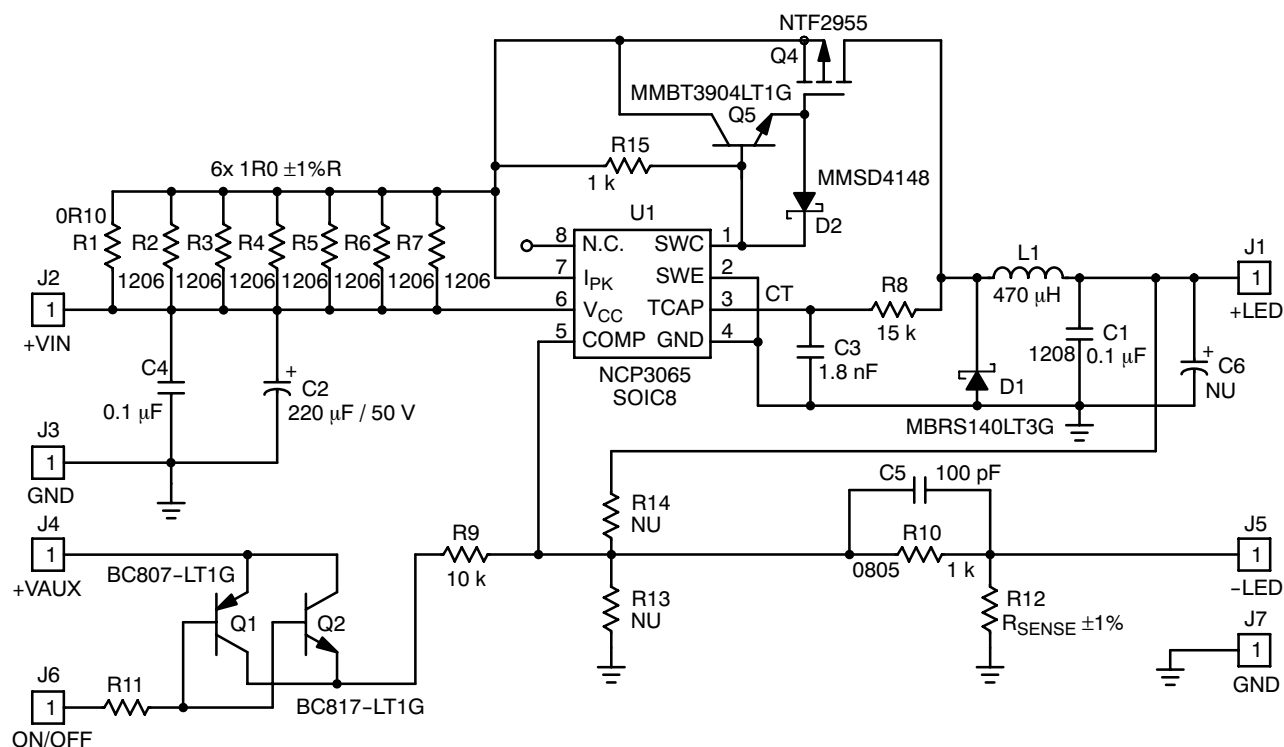 NTF2955
Q4
MMBT3904LT1G
Q5
R15
1 k
6x 1R0 ±1%R
MMSD4148
D2
0R10
R1
R2
R3
R4
R5
R6
R7
1206
1206
1206
1206
1206
1206
U1
8
N.C.
SWC
1
7
IPK
SWE
2
6
VCC
TCAP
3
5
COMP
GND
4
NCP3065
SOIC8
J2
1
+VIN
CT
R8
15 k
L1
470 μH
J1
1
+LED
C4
0.1 μF
C2
+
220 μF / 50 V
C3
1.8 nF
D1
MBRS140LT3G
C1
1208
0.1 μF
+
C6
NU
J3
1
GND
J4
1
+VAUX
BC807-LT1G
Q1
Q2
BC817-LT1G
R9
10 k
R14
NU
R13
NU
C5
100 pF
R10
0805
1 k
R12
RSENSE ±1%
J5
1
-LED
J7
1
GND
J6
1
ON/OFF
R11